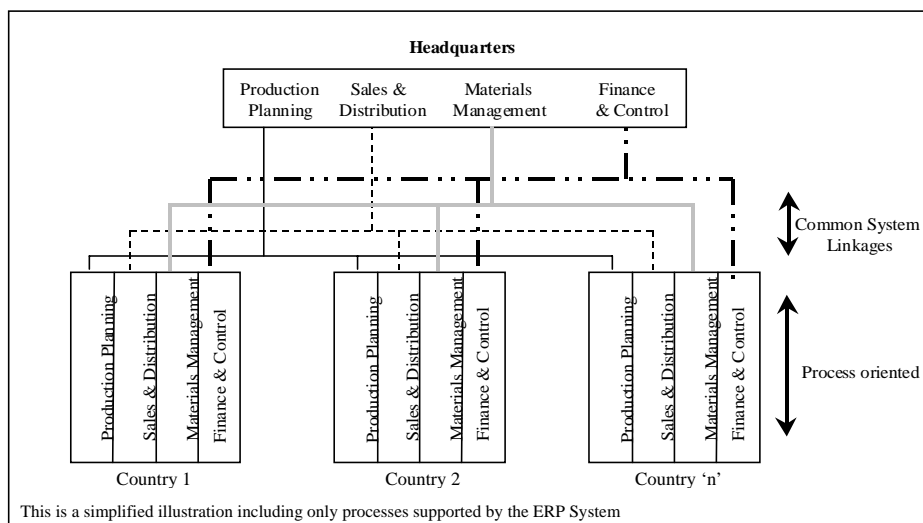 Headquarters
Production
Planning
Sales &
Distribution
Materials
Management
Finance
& Control
Common System
Linkages
Production Planning
Sales & Distribution
Materials Management
Finance & Control
Production Planning
Sales & Distribution
Materials Management
Finance & Control
Production Planning
Sales & Distribution
Materials Management
Finance & Control
Process oriented
Country 1
Country 2
Country ‘n’
This is a simplified illustration including only processes supported by the ERP System